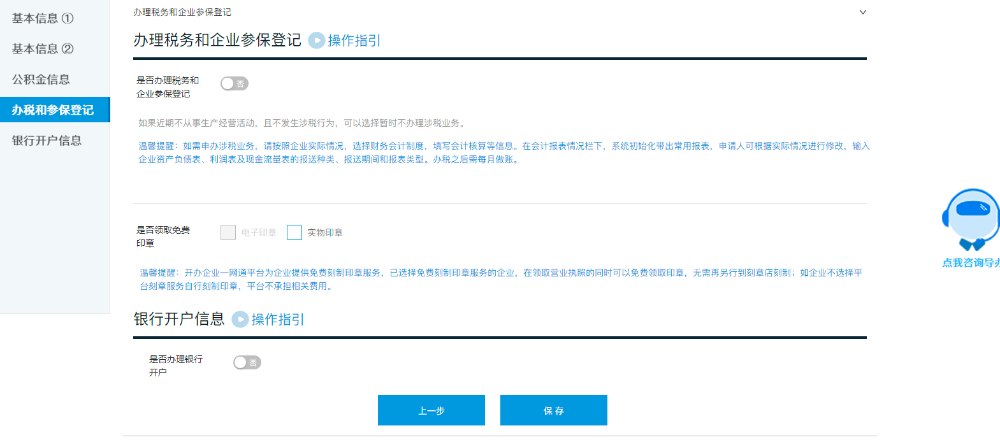 基本信息 ①
基本信息 ②
公积金信息
办税和参保登记
银行开户信息
办理税务和企业参保登记
办理税务和企业参保登记 操作指引
是否办理税务和
企业参保登记
否
如果近期不从事生产经营活动，且不发生涉税行为，可以选择暂时不办理涉税业务。
温馨提醒：如需申办涉税业务，请按照企业实际情况，选择财务会计制度，填写会计核算等信息。在会计报表情况栏下，系统初始化带出常用报表，申请人可根据实际情况进行修改，输入
企业资产负债表、利润表及现金流量表的报送种类、报送期间和报表类型。办税之后需每月做账。
是否领取免费
印章
电子印章 实物印章
温馨提醒：开办企业一网通平台为企业提供免费刻制印章服务，已选择免费刻制印章服务的企业，在领取营业执照的同时可以免费领取印章，无需再另行到刻章店刻制；如企业不选择平
台刻章服务自行刻制印章，平台不承担相关费用。
银行开户信息 操作指引
是否办理银行
开户
否
上一步 保 存
点我咨询导办